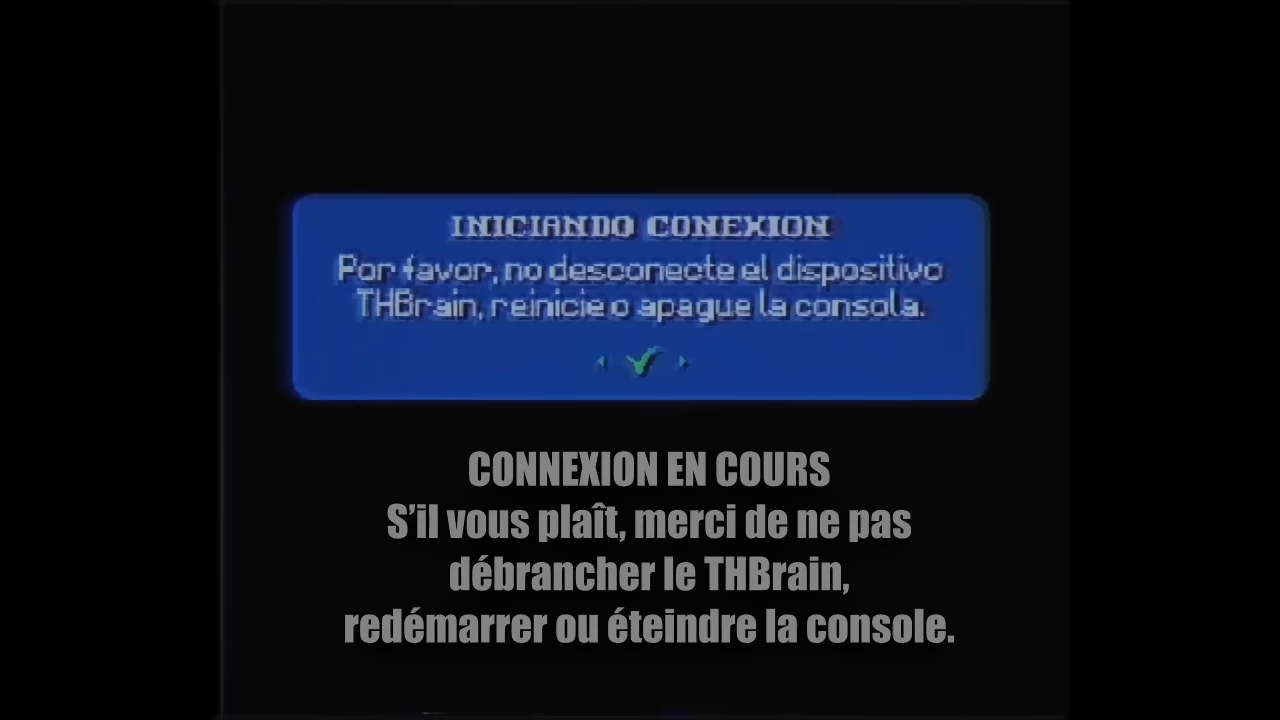 INICIANDO CONEXION
Por favor, no desconecte el dispositivo
THBrain, reinicie o apague la consola.
CONNEXION EN COURS
S’il vous plaît, merci de ne pas
débrancher le THBrain,
redémarrer ou éteindre la console.